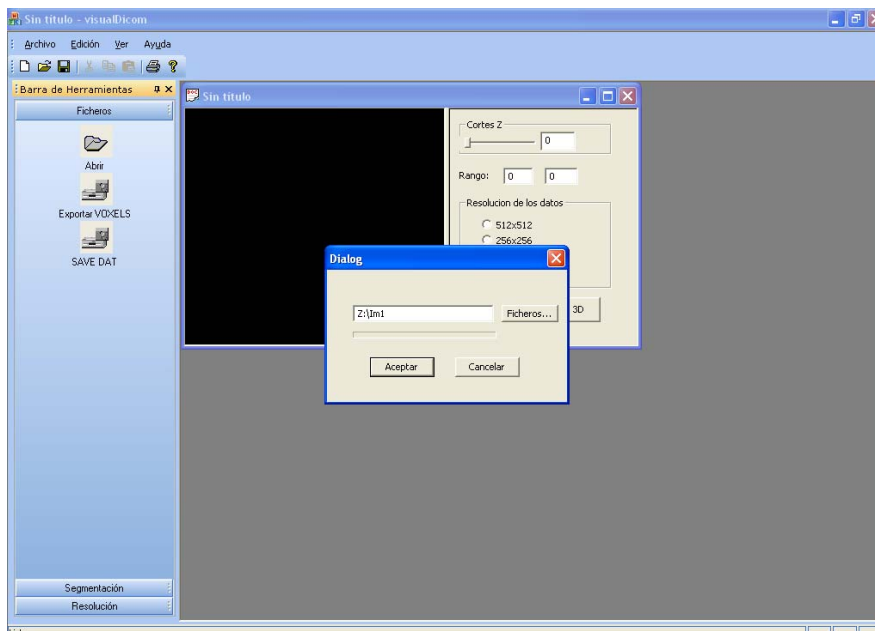 Sin título - visualDicom
Archivo Edición Ver Ayuda
Barra de Herramientas
Ficheros
Abrir
Exportar VOXELS
SAVE DAT
Segmentación
Resolución
Sin título
Cortes Z
0
Rango: 0 0
Resolucion de los datos
512x512
256x256
3D
Dialog
Z:\Im1
Ficheros...
Aceptar
Cancelar